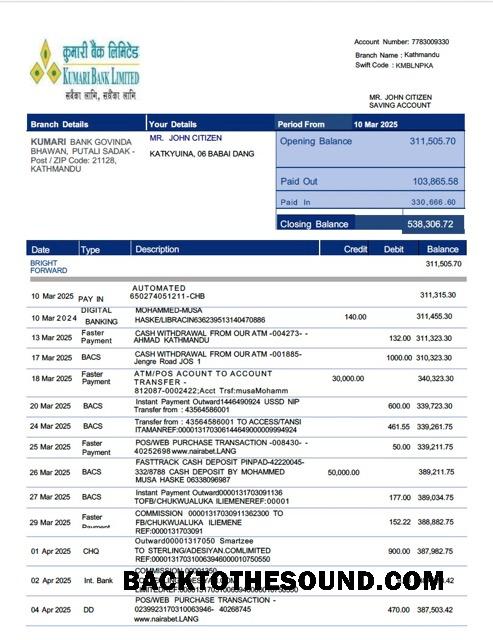 कुमारी बैंक लिमिटेड
KUMARI BANK LIMITED
सबैका लागि, सधैंका लागि
Account Number: 7783009330
Branch Name : Kathmandu
Swift Code : KMBLNPKA
MR. JOHN CITIZEN
SAVING ACCOUNT
Branch Details Your Details Period From 10 Mar 2025
KUMARI BANK GOVINDA
BHAWAN, PUTALI SADAK -
Post / ZIP Code: 21128,
KATHMANDU
MR. JOHN CITIZEN
KATKYUINA, 06 BABAI DANG
Opening Balance 311,505.70
Paid Out 103,865.58
Paid In 330,666.60
Closing Balance 538,306.72
Date Type Description Credit Debit Balance
BRIGHT
FORWARD 311,505.70
AUTOMATED
10 Mar 2025 PAY IN 650274051211-CHB 311,315.30
DIGITAL MOHAMMED-MUSA
10 Mar 2024 BANKING HASKE/LIBRACIN636239513140470886 140.00 311,455.30
13 Mar 2025 Faster CASH WITHDRAWAL FROM OUR ATM -004273- -
Payment AHMAD KATHMANDU 132.00 311,323.30
17 Mar 2025 BACS CASH WITHDRAWAL FROM OUR ATM -001885-
Jengre Road JOS 1 1000.00 310,323.30
18 Mar 2025 Faster ATM/POS ACOUNT TO ACCOUNT
Payment TRANSFER - 30,000.00 340,323.30
812087-0002422;Acct Trsf:musaMohamm
20 Mar 2025 BACS Instant Payment Outward1446490924 USSD NIP
Transfer from : 43564561001 600.00 339,723.30
24 Mar 2025 BACS Transfer from : 43564586001 TO ACCESS/TANSI
ITAMANREF:00001317030614649000009994924 461.55 339,261.75
25 Mar 2025 Faster POS/WEB PURCHASE TRANSACTION -008430- -
Payment 40252698 www.nairabet.LANG 50.00 339,211.75
26 Mar 2025 BACS FASTTRACK CASH DEPOSIT PINPAD-42220045-
332/8788 CASH DEPOSIT BY MOHAMMED 50,000.00 389,211.75
MUSA HASKE 06338096987
27 Mar 2025 BACS Instant Payment Outward0000131703091136
TOFB/CHUKWUALUKA ILIEMENEREF:00001 177.00 389,034.75
29 Mar 2025 Faster COMMISSION 0000131703091162300 TO
Payment FB/CHUKWUALUKA ILIEMENE 152.22 388,882.75
REF:000131703091
01 Apr 2025 CHQ Outward000131317050 Smartzee
TO STERLING/ADESIYAN.COMLIMITED 900.00 387,982.75
REF:0000131703100639460000010750550
02 Apr 2025 Int. Bank
BACKTOTHESOUND.COM
04 Apr 2025 DD POS/WEB PURCHASE TRANSACTION -
02399231703100063946- 40268745 470.00 387,503.42
www.nairabet.LANG